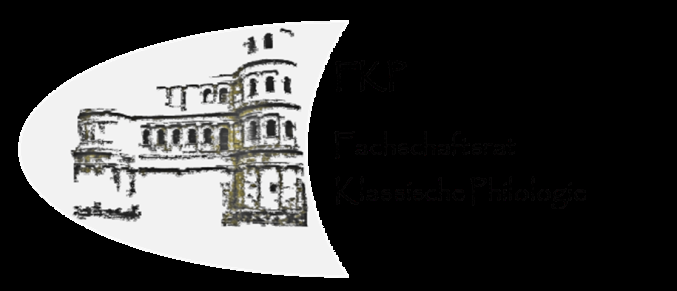 FKP
Fachschaftsrat
Klassische Philologie